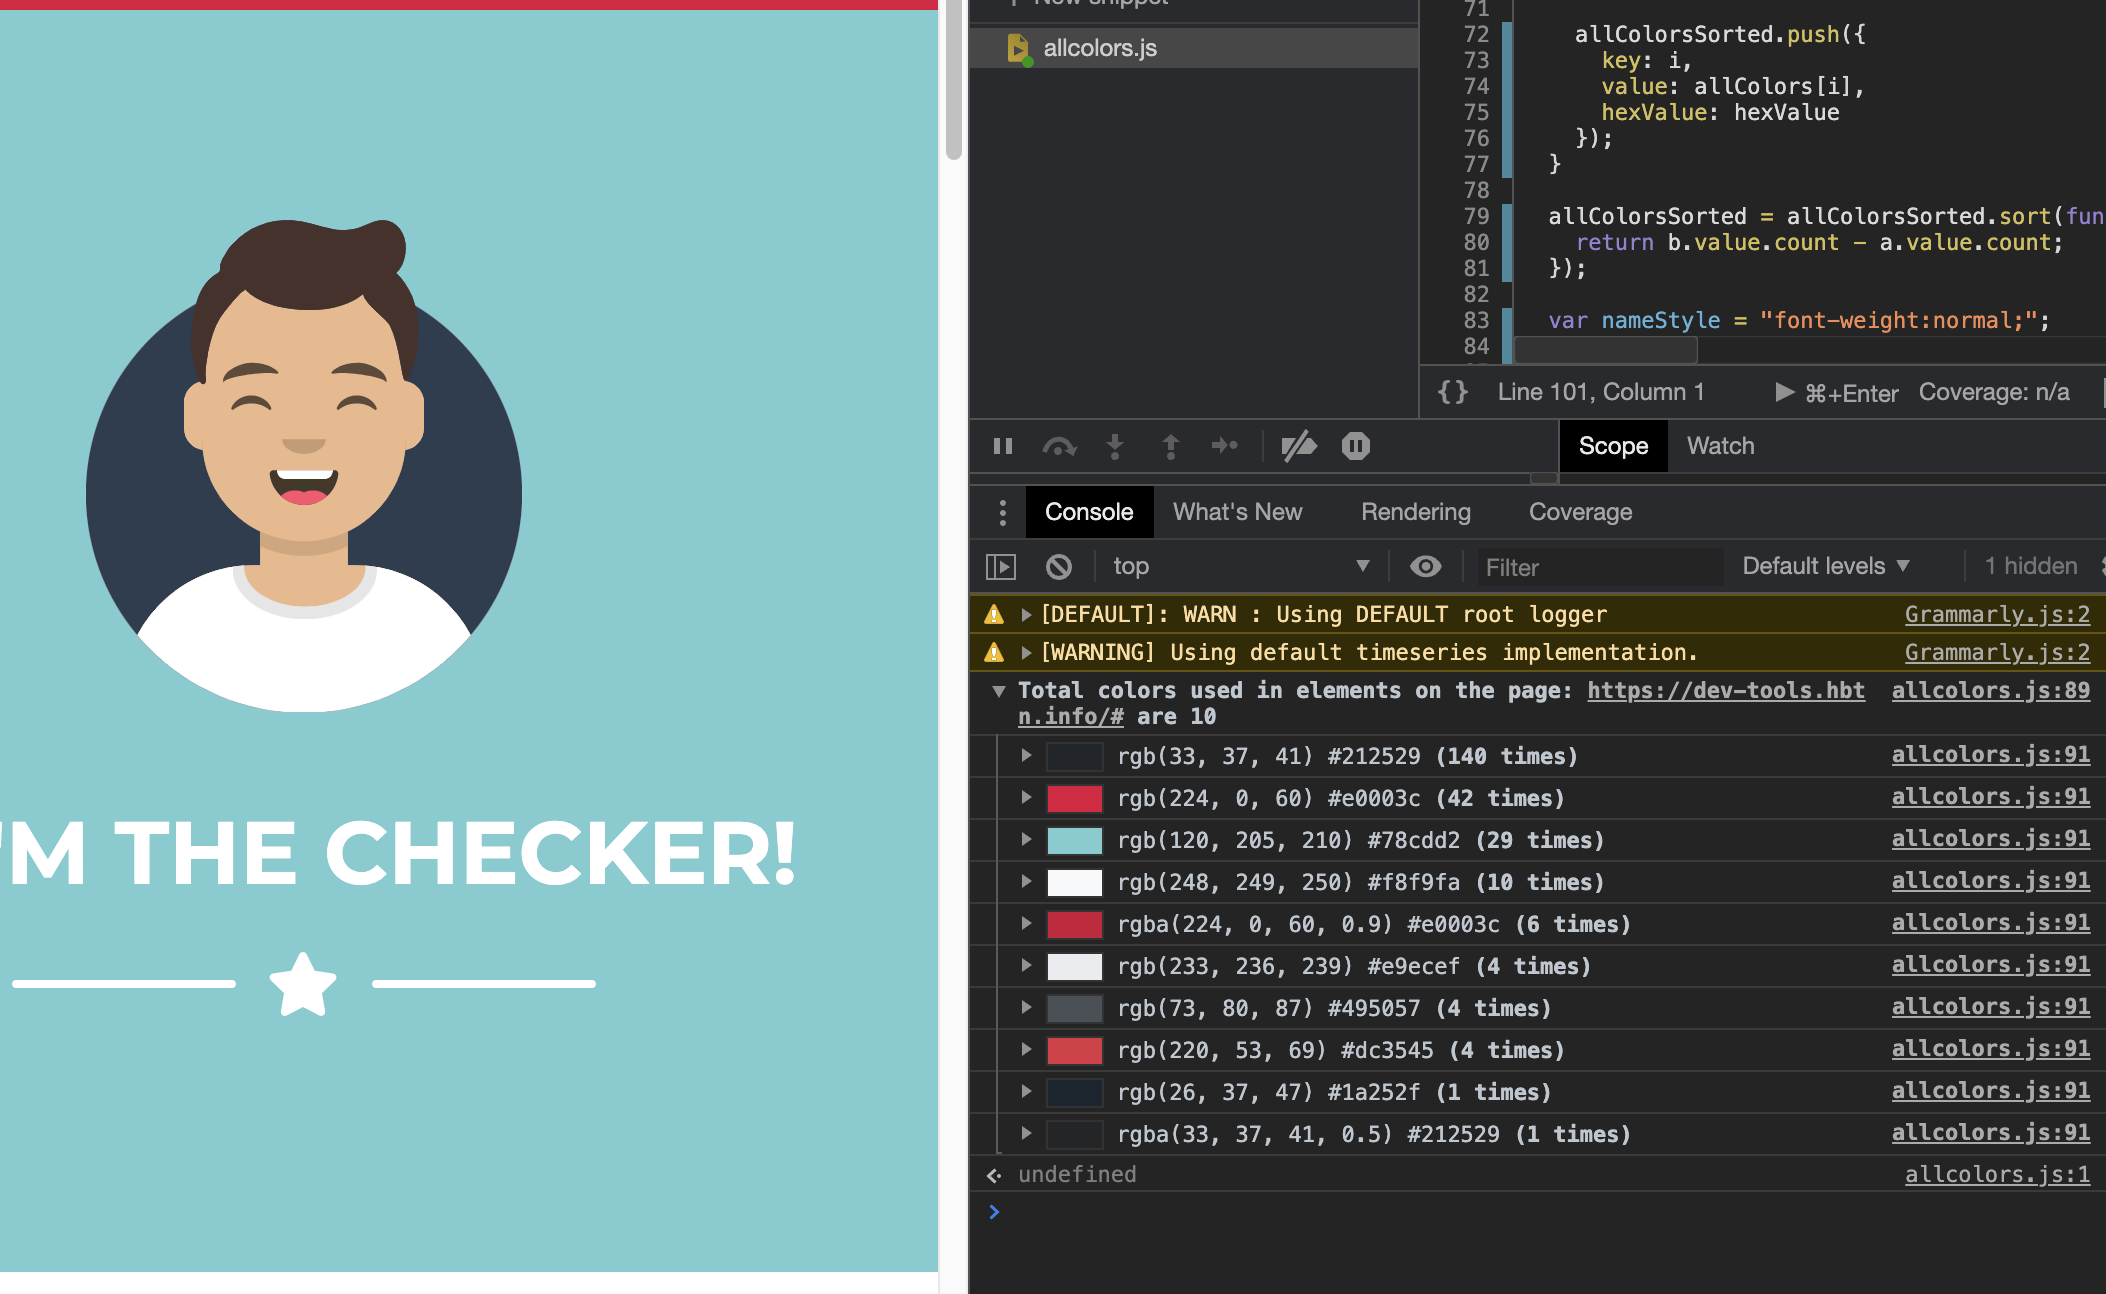 'M THE CHECKER!
New snippet
allcolors.js
71
72 allColorsSorted.push({
73 key: i,
74 value: allColors[i],
75 hexValue: hexValue
76 });
77 }
78
79 allColorsSorted = allColorsSorted.sort(fun
80 return b.value.count - a.value.count;
81 });
82
83 var nameStyle = "font-weight:normal;";
84
{} Line 101, Column 1 ⌘+Enter Coverage: n/a
Scope Watch
Console What's New Rendering Coverage
top Filter Default levels 1 hidden
[DEFAULT]: WARN : Using DEFAULT root logger Grammarly.js:2
[WARNING] Using default timeseries implementation. Grammarly.js:2
Total colors used in elements on the page: https://dev-tools.hbt allcolors.js:89
n.info/# are 10
rgb(33, 37, 41) #212529 (140 times) allcolors.js:91
rgb(224, 0, 60) #e0003c (42 times) allcolors.js:91
rgb(120, 205, 210) #78cdd2 (29 times) allcolors.js:91
rgb(248, 249, 250) #f8f9fa (10 times) allcolors.js:91
rgba(224, 0, 60, 0.9) #e0003c (6 times) allcolors.js:91
rgb(233, 236, 239) #e9ecef (4 times) allcolors.js:91
rgb(73, 80, 87) #495057 (4 times) allcolors.js:91
rgb(220, 53, 69) #dc3545 (4 times) allcolors.js:91
rgb(26, 37, 47) #1a252f (1 times) allcolors.js:91
rgba(33, 37, 41, 0.5) #212529 (1 times) allcolors.js:91
undefined allcolors.js:1